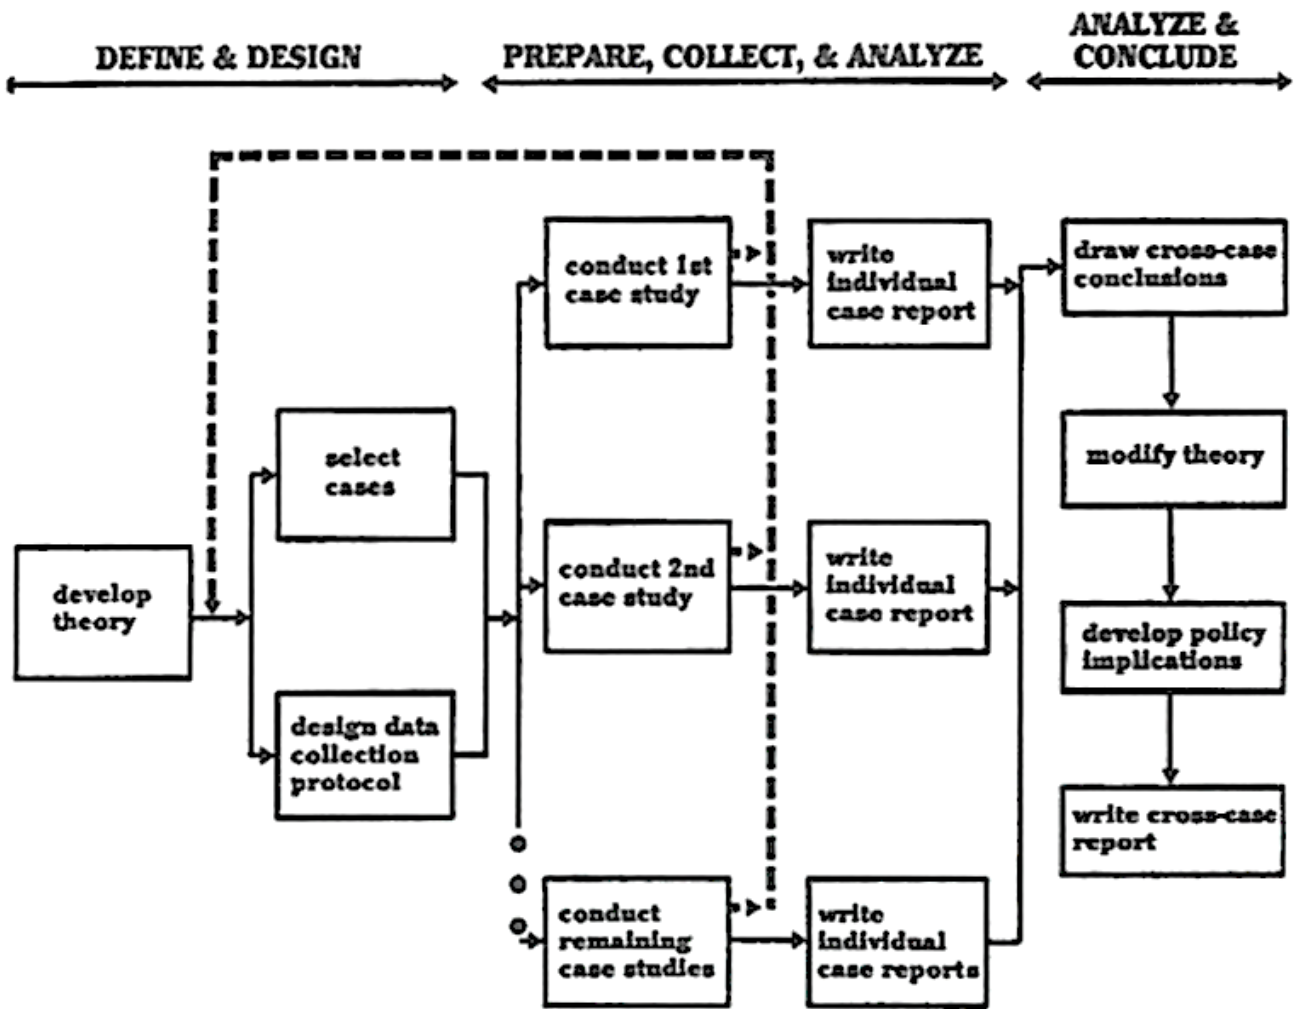 DEFINE & DESIGN
PREPARE, COLLECT, & ANALYZE
ANALYZE &
CONCLUDE
develop
theory
select
cases
design data
collection
protocol
conduct 1st
case study
write
individual
case report
conduct 2nd
case study
write
individual
case report
conduct
remaining
case studies
write
individual
case reports
draw cross-case
conclusions
modify theory
develop policy
implications
write cross-case
report